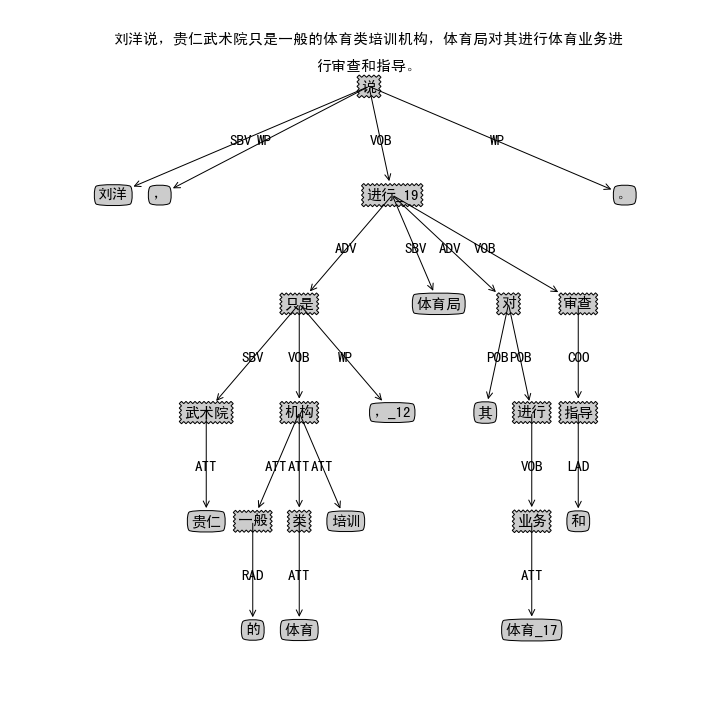 刘洋说，贵仁武术院只是一般的体育类培训机构，体育局对其进行体育业务进
行审查和指导。
说
SBV WP VOB WP
刘洋 ， 进行_19 。
ADV SBV ADV VOB
只是 体育局 对 审查
SBV VOB WP POB POB COO
武术院 机构 ，_12 其 进行 指导
ATT ATT ATT ATT VOB LAD
贵仁 一般 类 培训 业务 和
RAD ATT ATT
的 体育 体育_17